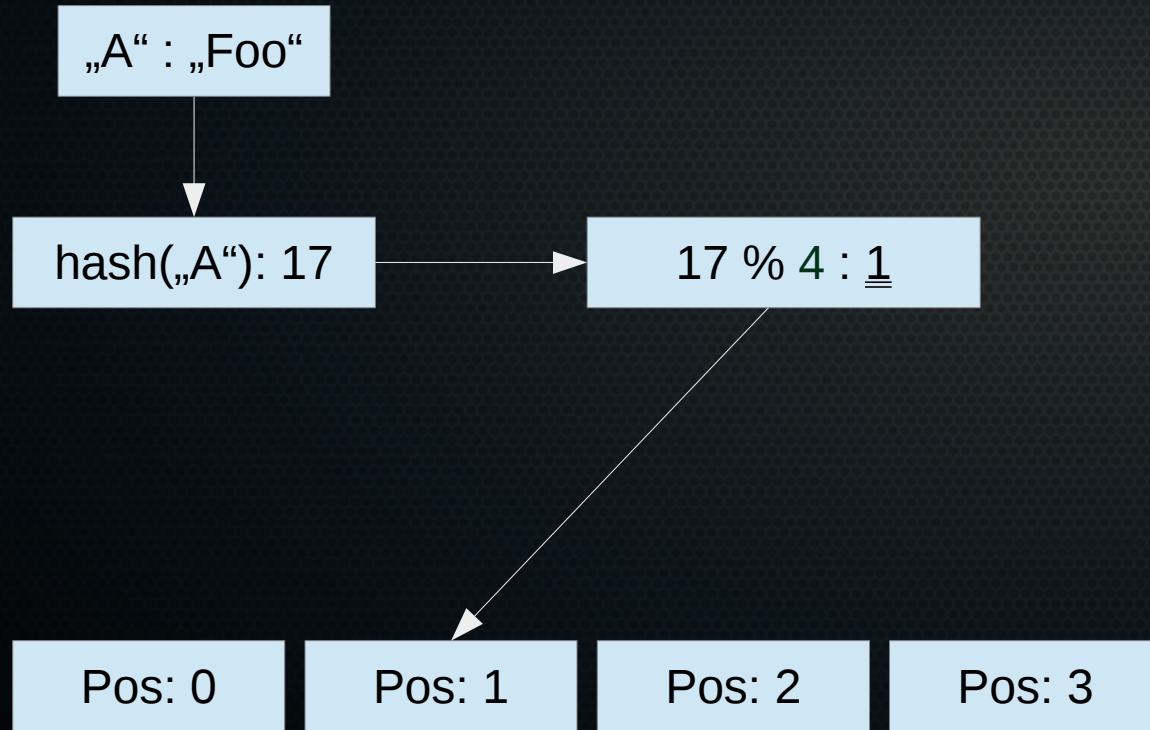 „A“ : „Foo“
hash(„A“): 17
17 % 4 : 1
Pos: 0
Pos: 1
Pos: 2
Pos: 3